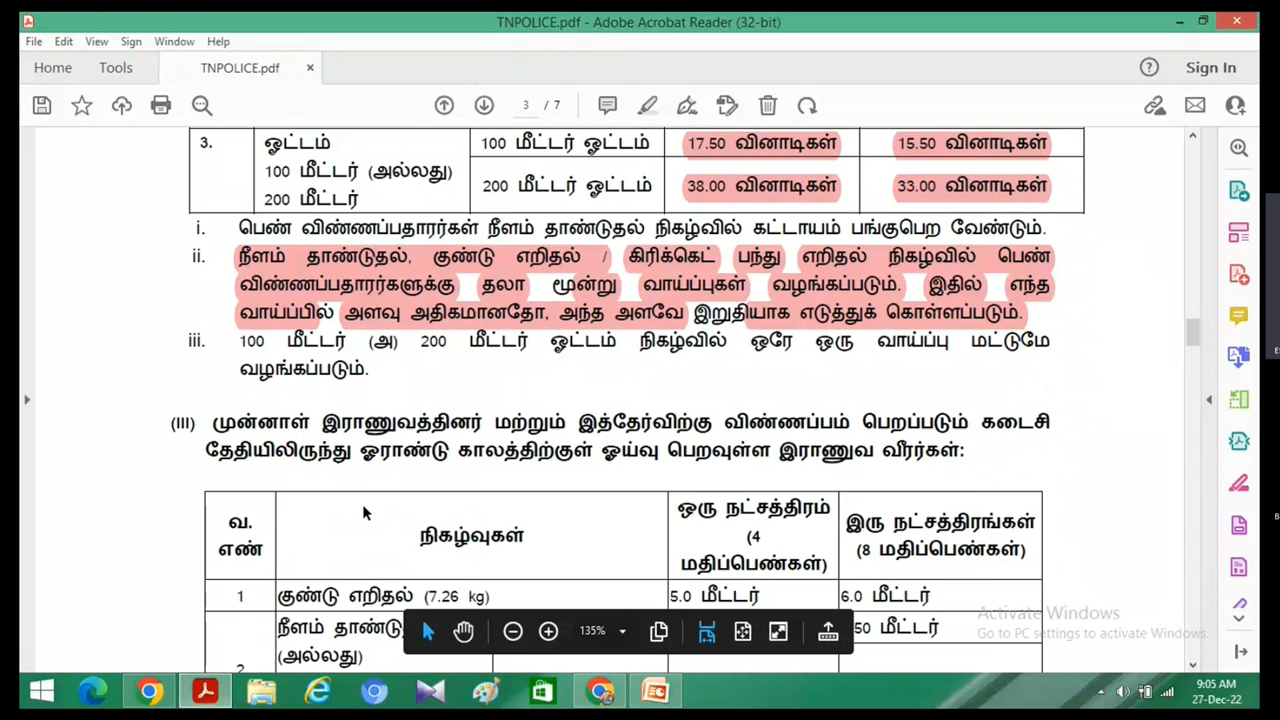 TNPOLICE.pdf - Adobe Acrobat Reader (32-bit)
File Edit View Sign Window Help
Home Tools TNPOLICE.pdf × Sign In
3 / 7
3. ஓட்டம் 100 மீட்டர் (அல்லது) 200 மீட்டர்
100 மீட்டர் ஓட்டம் 17.50 வினாடிகள் 15.50 வினாடிகள்
200 மீட்டர் ஓட்டம் 38.00 வினாடிகள் 33.00 வினாடிகள்
i. பெண் விண்ணப்பதாரர்கள் நீளம் தாண்டுதல் நிகழ்வில் கட்டாயம் பங்குபெற வேண்டும்.
ii. நீளம் தாண்டுதல், குண்டு எறிதல் / கிரிக்கெட் பந்து எறிதல் நிகழ்வில் பெண்
விண்ணப்பதாரர்களுக்கு தலா மூன்று வாய்ப்புகள் வழங்கப்படும். இதில் எந்த
வாய்ப்பில் அளவு அதிகமானதோ, அந்த அளவே இறுதியாக எடுத்துக் கொள்ளப்படும்.
iii. 100 மீட்டர் (அ) 200 மீட்டர் ஓட்டம் நிகழ்வில் ஒரே ஒரு வாய்ப்பு மட்டுமே
வழங்கப்படும்.
(III) முன்னாள் இராணுவத்தினர் மற்றும் இத்தேர்விற்கு விண்ணப்பம் பெறப்படும் கடைசி
தேதியிலிருந்து ஓராண்டு காலத்திற்குள் ஓய்வு பெறவுள்ள இராணுவ வீரர்கள்:
வ. எண் நிகழ்வுகள் ஒரு நட்சத்திரம் (4 மதிப்பெண்கள்) இரு நட்சத்திரங்கள் (8 மதிப்பெண்கள்)
1 குண்டு எறிதல் (7.26 kg) 5.0 மீட்டர் 6.0 மீட்டர்
நீளம் தாண்டு 50 மீட்டர்
2 (அல்லது)
135%
Activate Windows
Go to PC settings to activate Windows.
9:05 AM
27-Dec-22